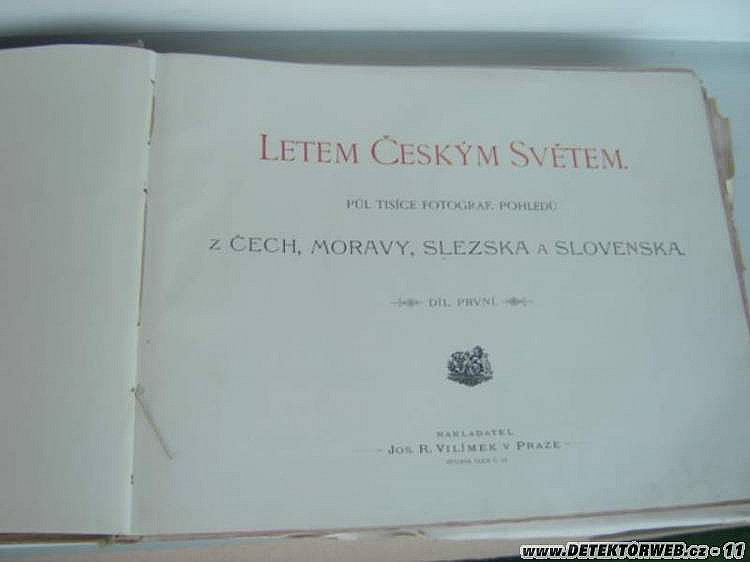 LETEM ČESKÝM SVĚTEM.
PŮL TISÍCE FOTOGRAF. POHLEDŮ
Z ČECH, MORAVY, SLEZSKA A SLOVENSKA.
DÍL PRVNÍ.
NAKLADATEL
JOS. R. VILÍMEK V PRAZE
www.DETEKTORWEB.cz - 11